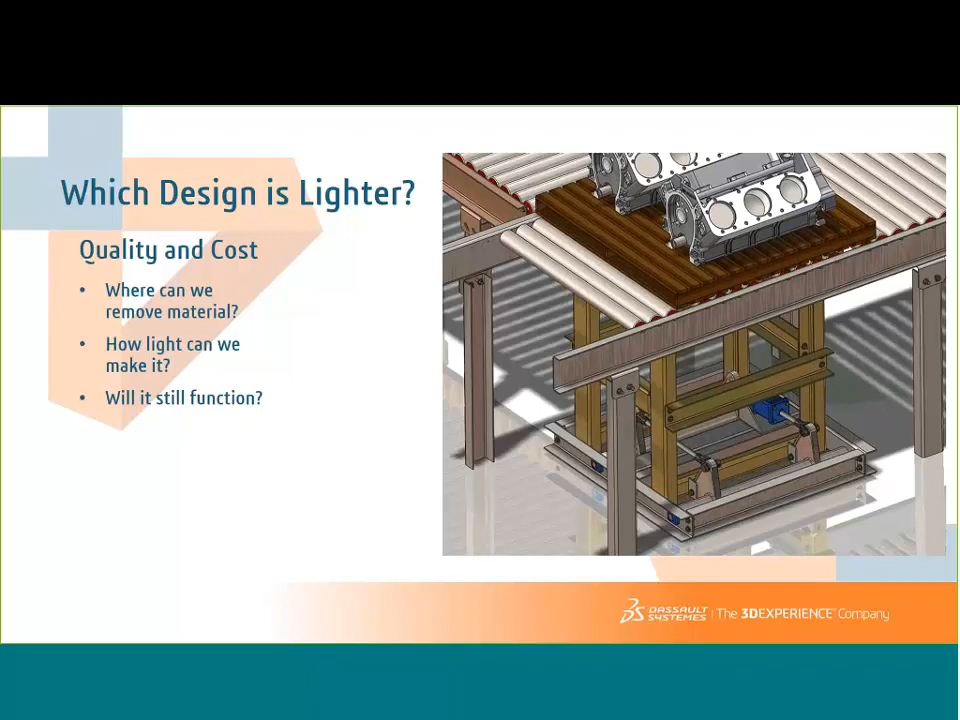 Which Design is Lighter?
Quality and Cost
• Where can we
remove material?
• How light can we
make it?
• Will it still function?
DASSAULT
SYSTEMES | The 3DEXPERIENCE Company